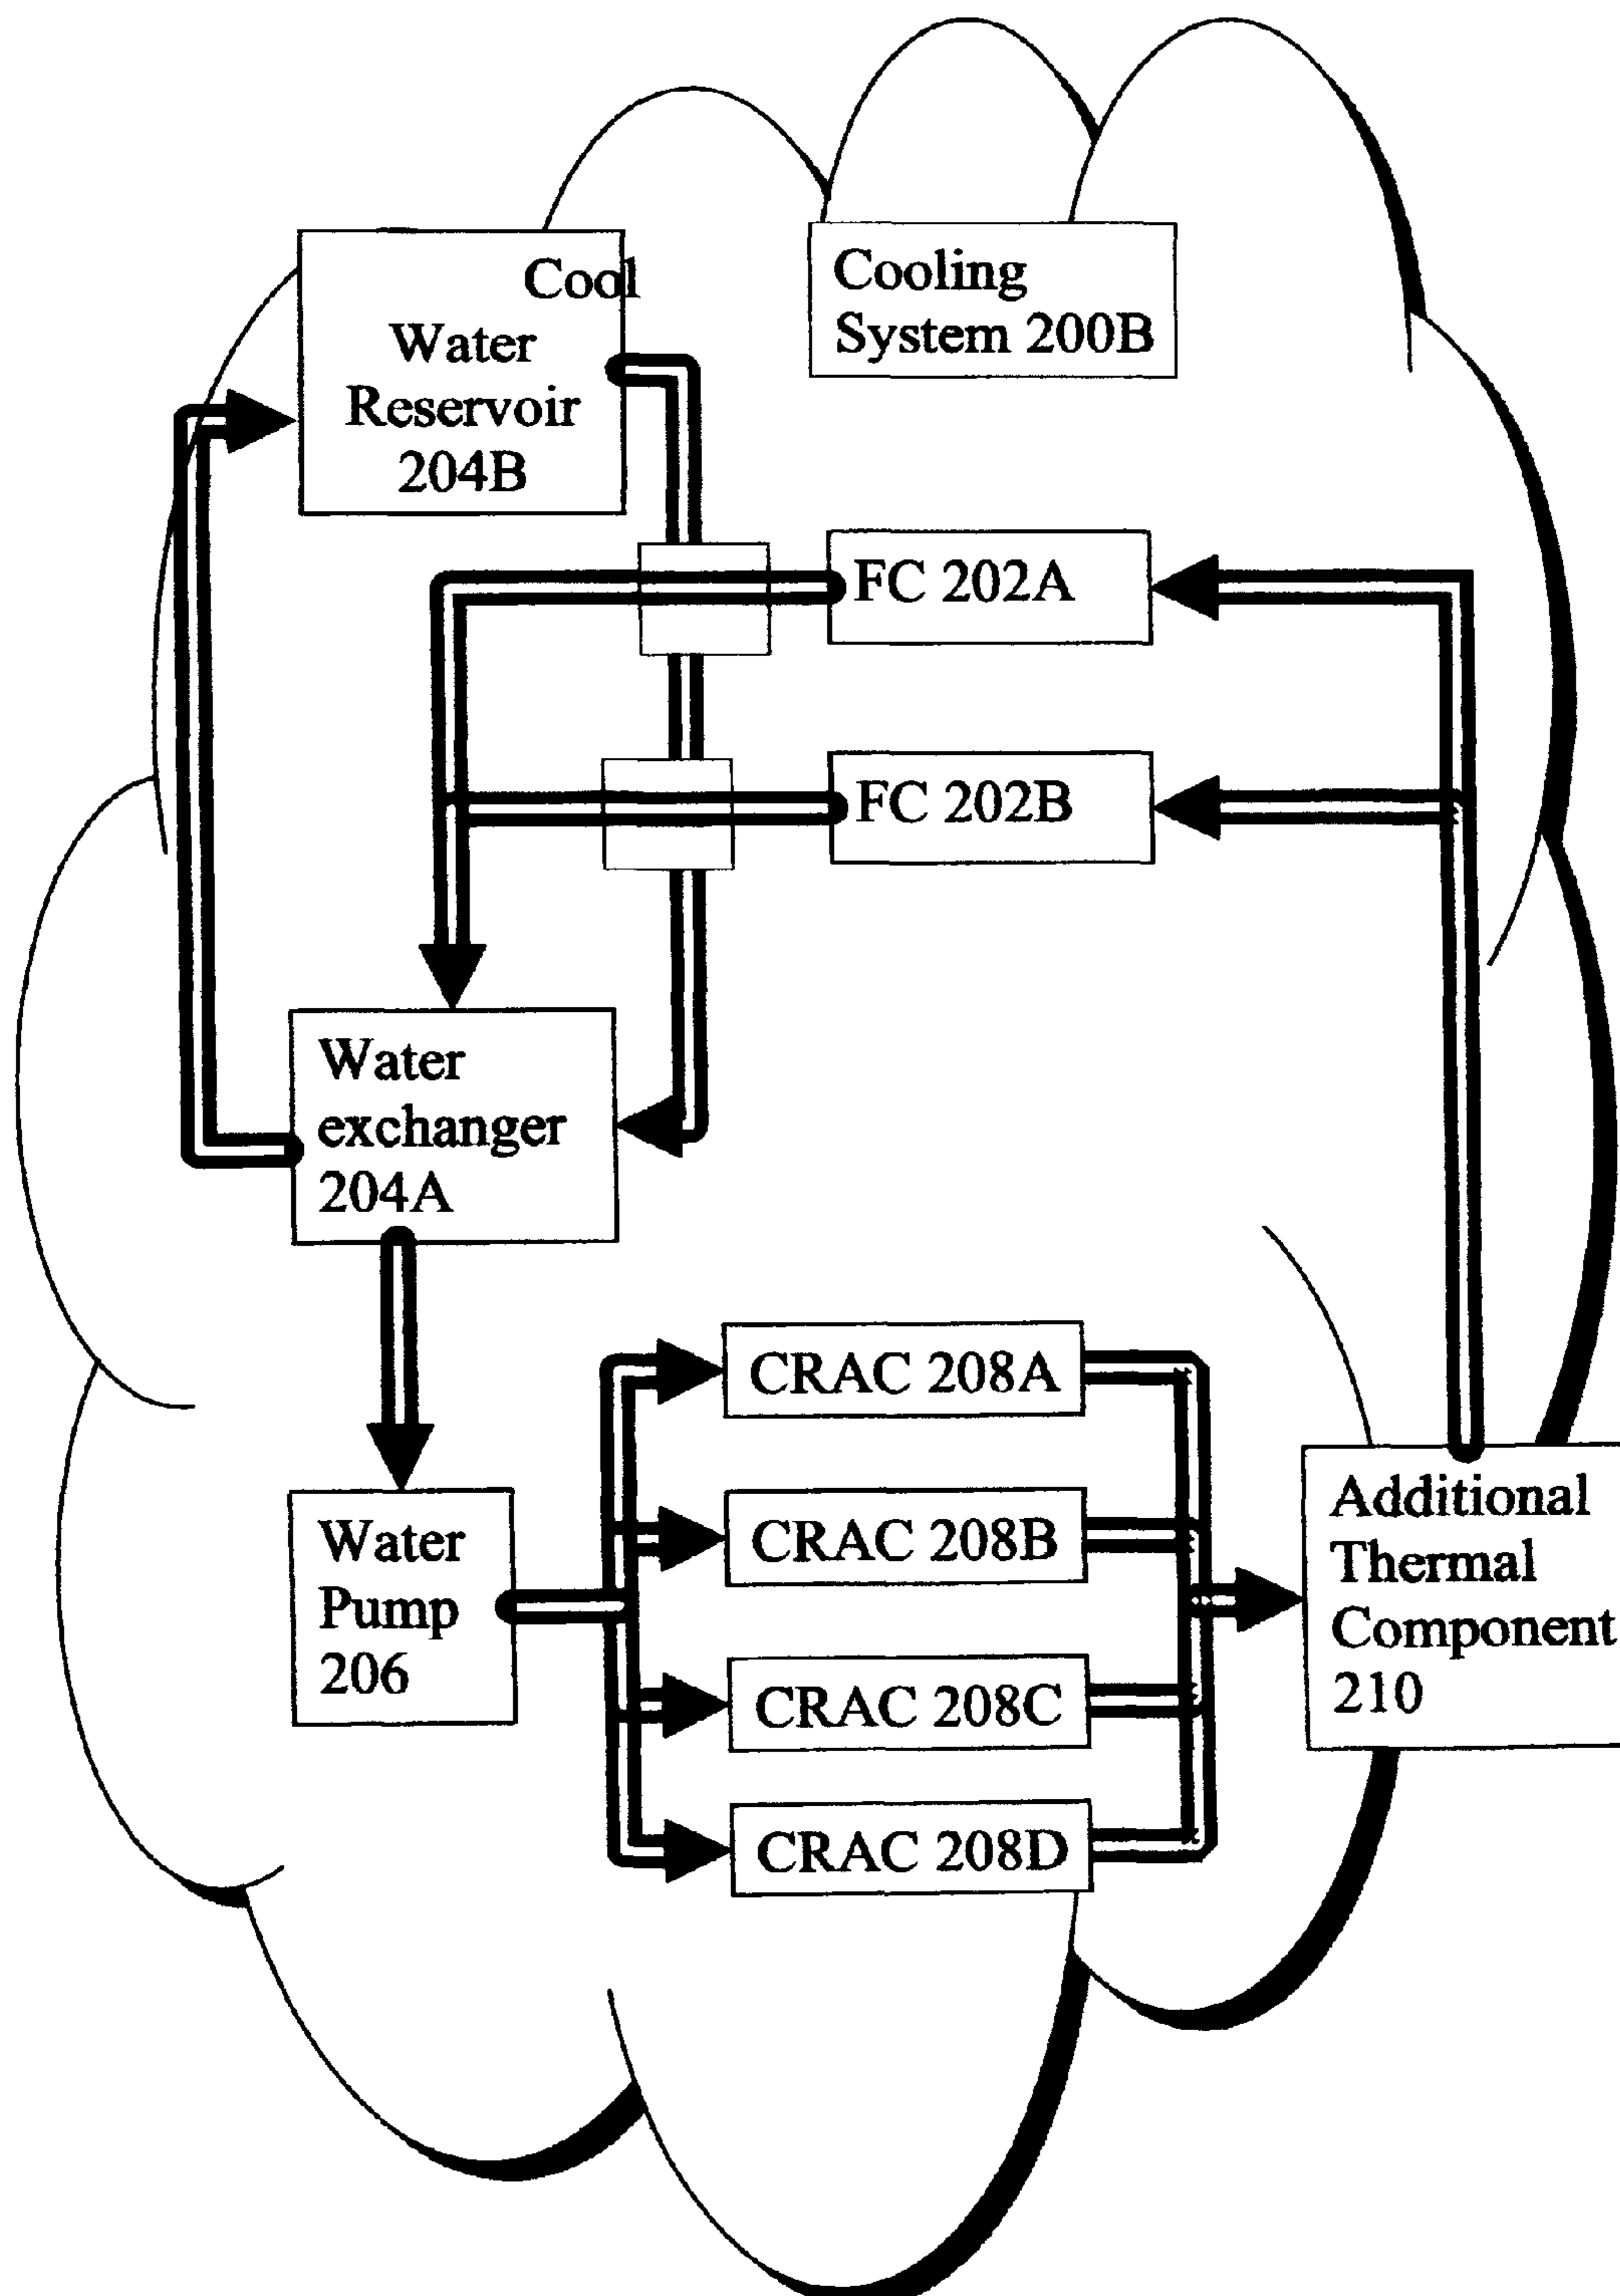 Cool
Water
Reservoir
204B
Cooling
System 200B
FC 202A
FC 202B
Water
exchanger
204A
CRAC 208A
CRAC 208B
CRAC 208C
CRAC 208D
Water
Pump
206
Additional
Thermal
Component
210